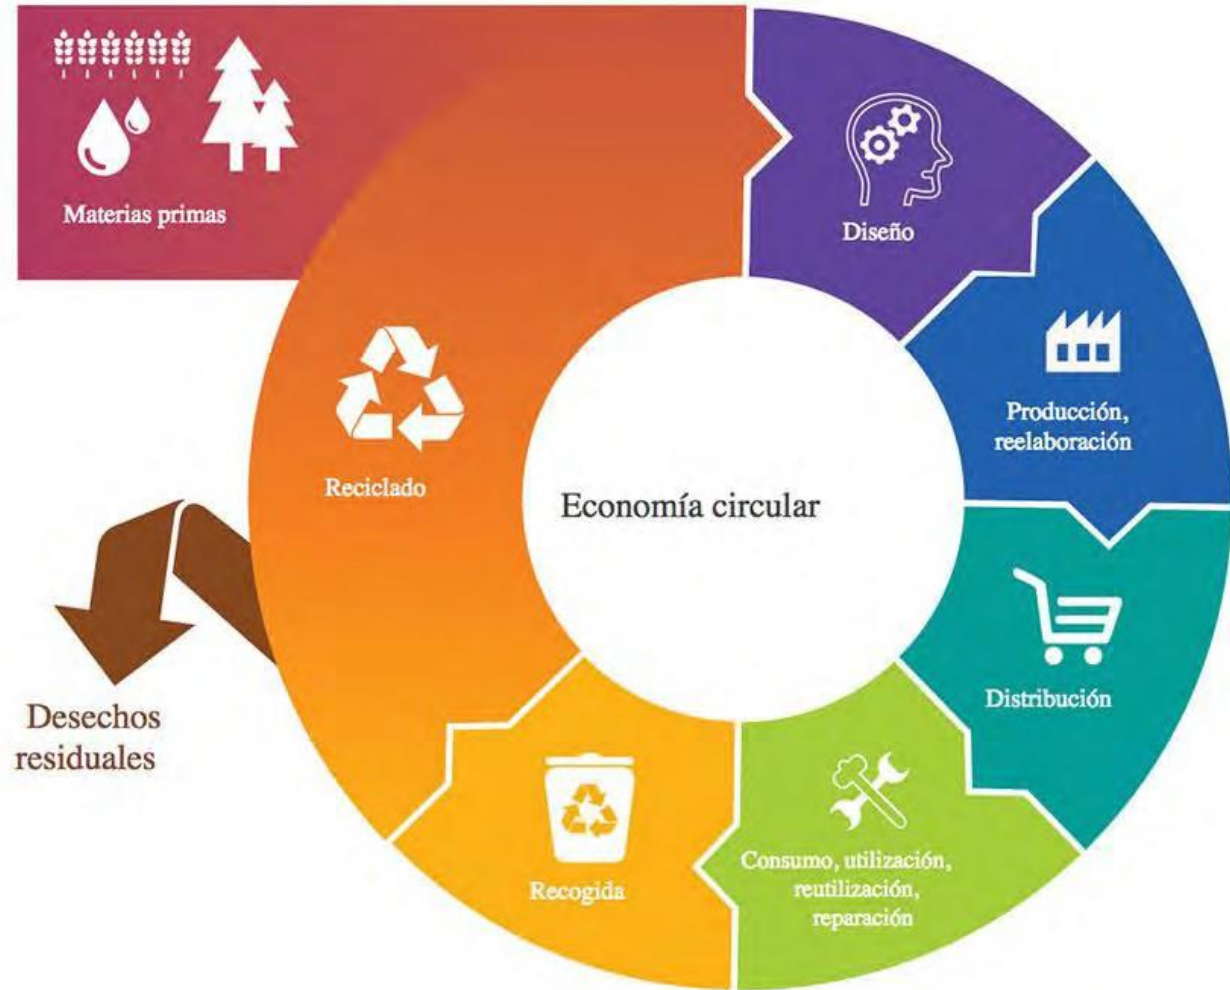 Materias primas
Diseño
Producción,
reelaboración
Reciclado
Economía circular
Distribución
Desechos
residuales
Consumo, utilización,
reutilización,
reparación
Recogida